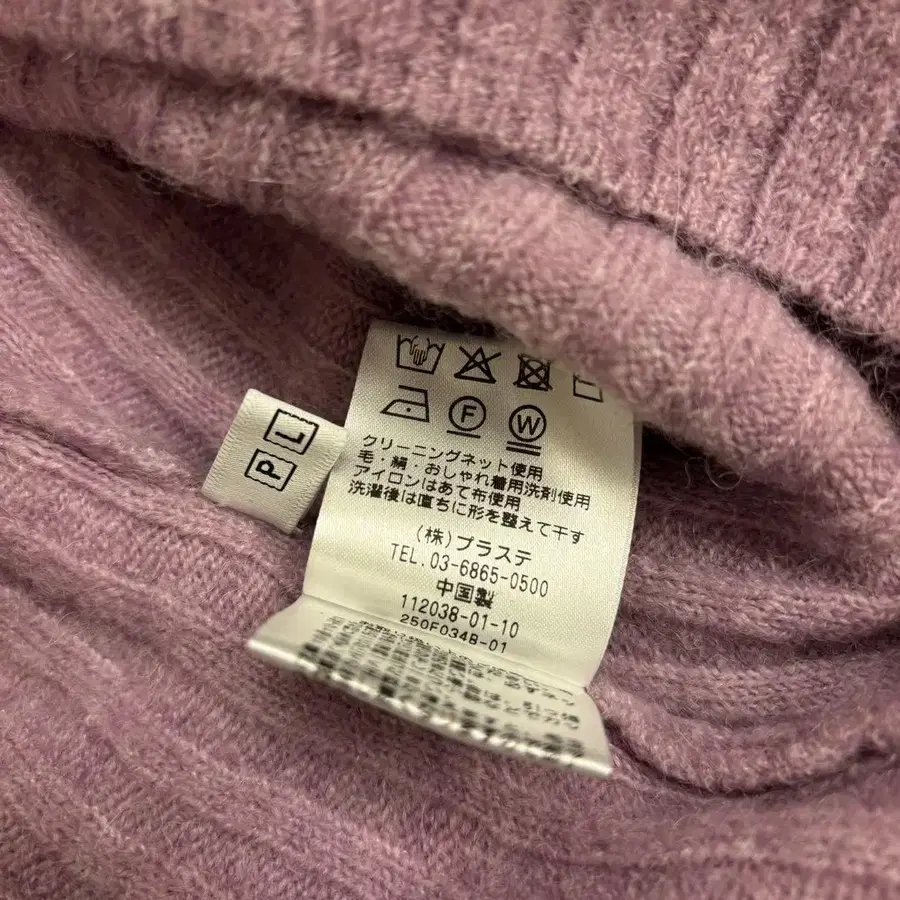 PL
F W
クリーニングネット使用
毛・絹・おしゃれ着用洗剤使用
アイロンはあて布使用
洗濯後は直ちに形を整えて干す
(株)プラステ
TEL.03-6865-0500
中国製
112038-01-10
250F034B-01